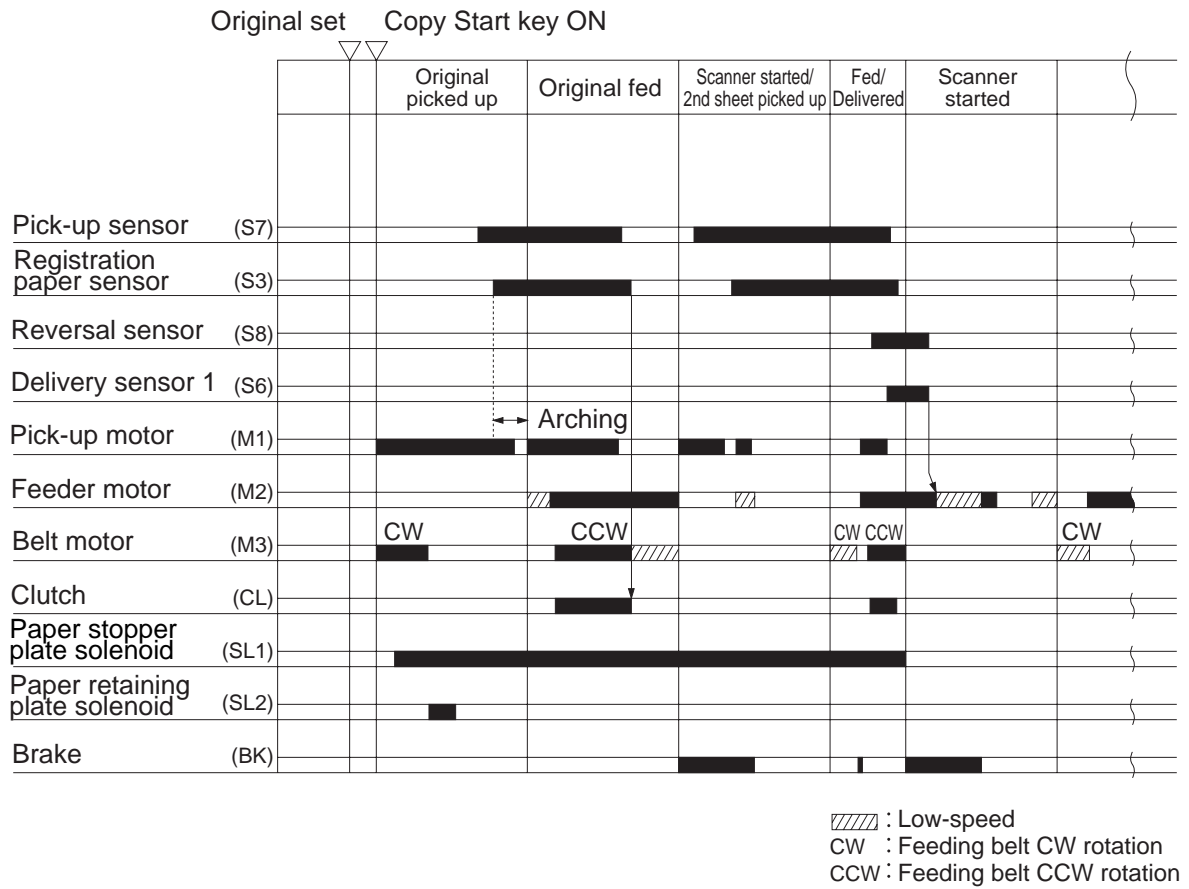 Original set Copy Start key ON
Original
picked up
Original fed
Scanner started/
2nd sheet picked up
Fed/
Delivered
Scanner
started
Pick-up sensor (S7)
Registration
paper sensor (S3)
Reversal sensor (S8)
Delivery sensor 1 (S6)
Arching
Pick-up motor (M1)
Feeder motor (M2)
CW CCW CW CCW CW
Belt motor (M3)
Clutch (CL)
Paper stopper
plate solenoid (SL1)
Paper retaining
plate solenoid (SL2)
Brake (BK)
: Low-speed
CW : Feeding belt CW rotation
CCW : Feeding belt CCW rotation